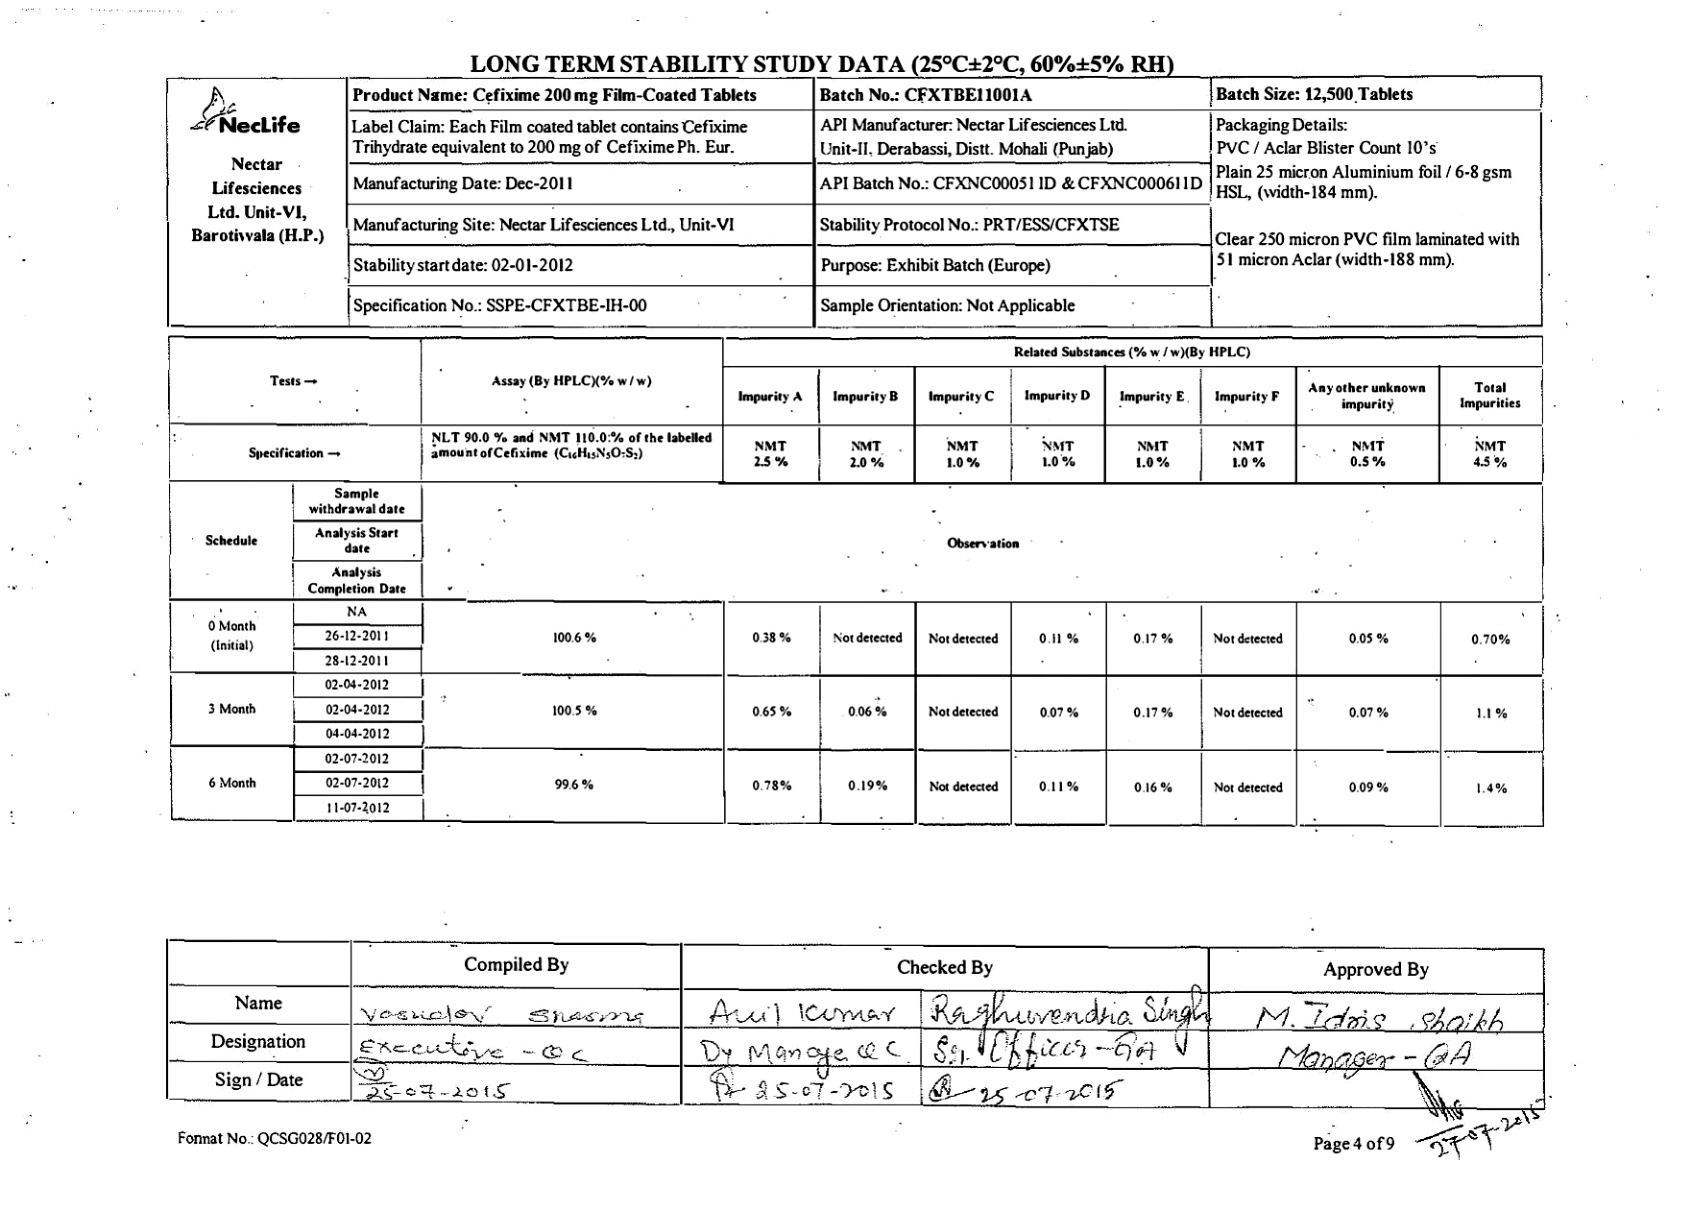 LONG TERM STABILITY STUDY DATA (25°C±2°C, 60%±5% RH)
NecLife
Nectar
Lifesciences
Ltd. Unit-VI,
Barotiwala (H.P.)
Product Name: Cefixime 200 mg Film-Coated Tablets
Batch No.: CFXTBE11001A
Batch Size: 12,500 Tablets
Label Claim: Each Film coated tablet contains Cefixime
Trihydrate equivalent to 200 mg of Cefixime Ph. Eur.
API Manufacturer: Nectar Lifesciences Ltd.
Unit-II, Derabassi, Distt. Mohali (Punjab)
Packaging Details:
PVC / Aclar Blister Count 10's
Plain 25 micron Aluminium foil / 6-8 gsm
HSL, (width-184 mm).
Clear 250 micron PVC film laminated with
51 micron Aclar (width-188 mm).
Manufacturing Date: Dec-2011
API Batch No.: CFXNC000511D & CFXNC000611D
Manufacturing Site: Nectar Lifesciences Ltd., Unit-VI
Stability Protocol No.: PRT/ESS/CFXTSE
Stability start date: 02-01-2012
Purpose: Exhibit Batch (Europe)
Specification No.: SSPE-CFXTBE-IH-00
Sample Orientation: Not Applicable
Tests →
Assay (By HPLC)(% w / w)
Related Substances (% w / w)(By HPLC)
Impurity A
Impurity B
Impurity C
Impurity D
Impurity E
Impurity F
Any other unknown
impurity
Total
Impurities
Specification →
NLT 90.0 % and NMT 110.0.% of the labelled
amount of Cefixime (C₁₆H₁₅N₅O₇S₂)
NMT
2.5 %
NMT
2.0 %
NMT
1.0 %
NMT
1.0 %
NMT
1.0 %
NMT
1.0 %
NMT
0.5 %
NMT
4.5 %
Schedule
Sample
withdrawal date
Analysis Start
date
Analysis
Completion Date
Observation
0 Month
(Initial)
NA
26-12-2011
28-12-2011
100.6 %
0.38 %
Not detected
Not detected
0.11 %
0.17 %
Not detected
0.05 %
0.70%
3 Month
02-04-2012
02-04-2012
04-04-2012
100.5 %
0.65 %
0.06 %
Not detected
0.07 %
0.17 %
Not detected
0.07 %
1.1 %
6 Month
02-07-2012
02-07-2012
11-07-2012
99.6 %
0.78%
0.19%
Not detected
0.11 %
0.16 %
Not detected
0.09 %
1.4%
Compiled By
Checked By
Approved By
Name
Vasudev Sharma
Anil Kumar
Raghuvendra Singh
M. Idris Shaikh
Designation
Executive - QC
Dy Manage QC
Sr. Officer - QA
Manager - QA
Sign / Date
25-07-2015
25-07-2015
25-07-2015
27-07-2015
Format No.: QCSG028/F01-02
Page 4 of 9